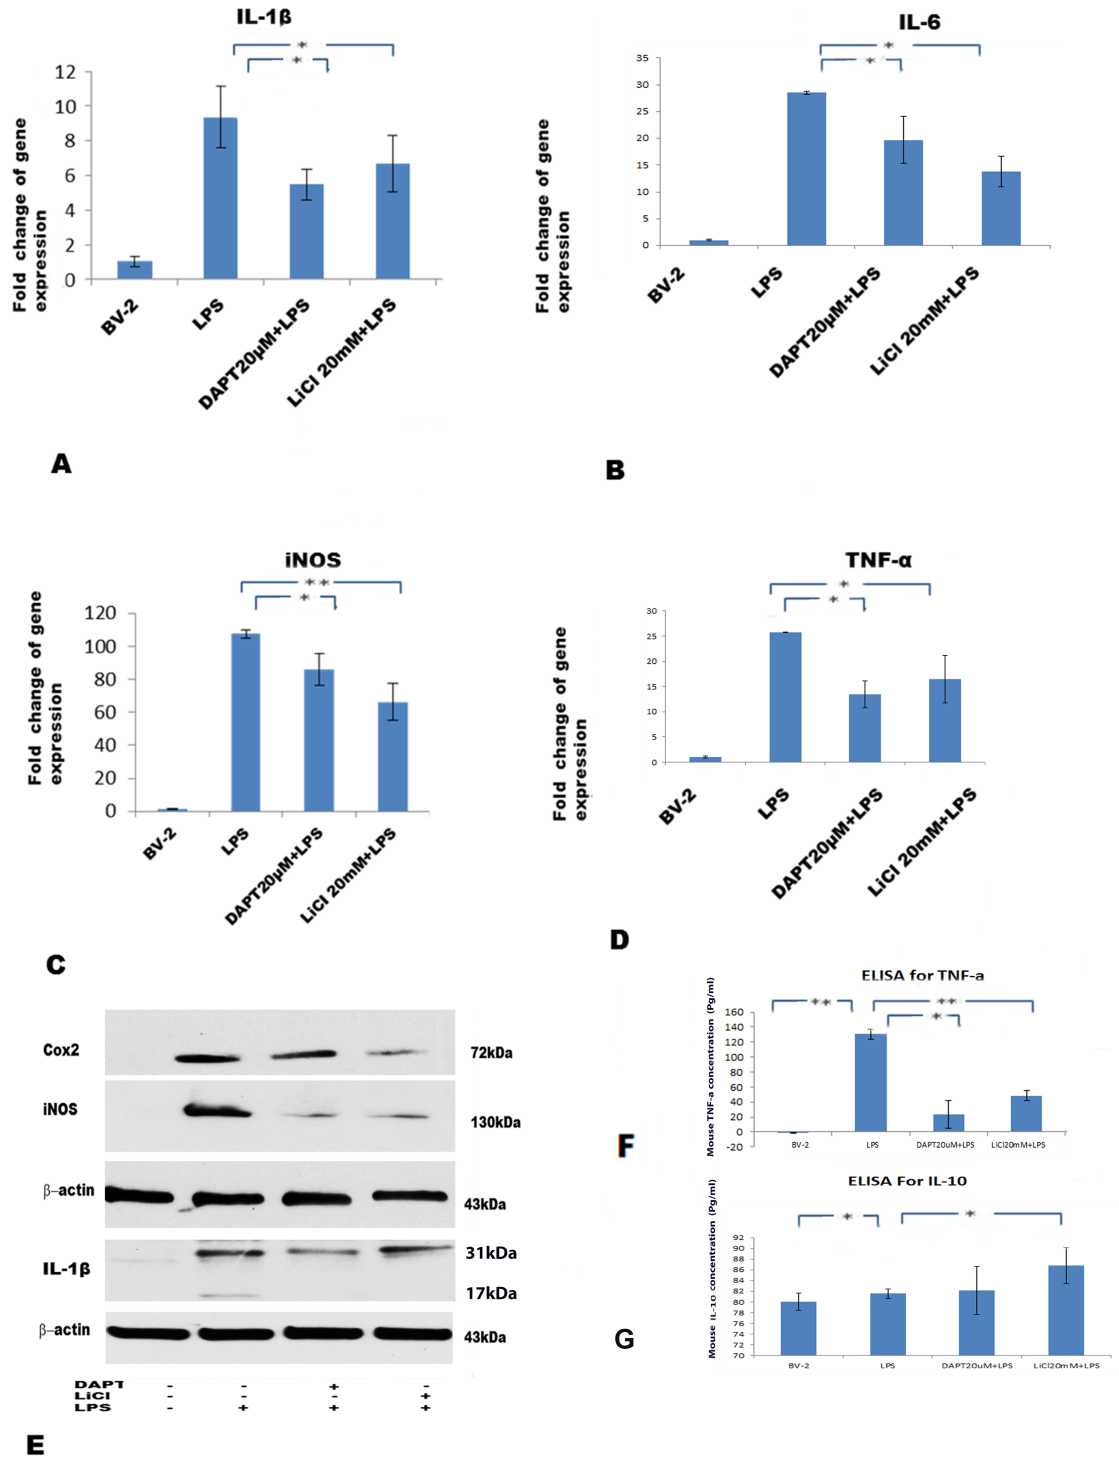 IL-1β
*
*
12
10
8
6
4
2
0
Fold change of gene
expression
BV-2
LPS
DAPT20µM+LPS
LiCl 20mM+LPS
A
IL-6
*
*
35
30
25
20
15
10
5
0
Fold change of gene
expression
BV-2
LPS
DAPT20µM+LPS
LiCl 20mM+LPS
B
iNOS
**
*
120
100
80
60
40
20
0
Fold change of gene
expression
BV-2
LPS
DAPT20µM+LPS
LiCl 20mM+LPS
C
TNF-α
*
*
30
25
20
15
10
5
0
Fold change of gene
expression
BV-2
LPS
DAPT20µM+LPS
LiCl 20mM+LPS
D
Cox2
72kDa
iNOS
130kDa
β-actin
43kDa
IL-1β
31kDa
17kDa
β-actin
43kDa
DAPT - - + -
LiCl - - - +
LPS - + + +
E
ELISA for TNF-a
** **
*
Mouse TNF-a concentration (Pg/ml)
160
140
120
100
80
60
40
20
0
-20
BV-2
LPS
DAPT20uM+LPS
LiCl20mM+LPS
F
ELISA For IL-10
* *
Mouse IL-10 concentration (Pg/ml)
92
90
88
86
84
82
80
78
76
74
72
70
BV-2
LPS
DAPT20uM+LPS
LiCl20mM+LPS
G